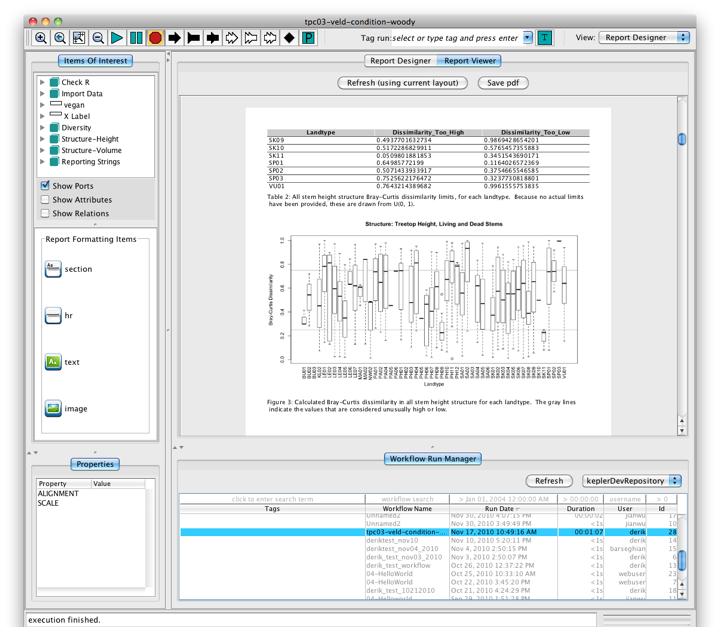 tpc03-veld-condition-woody
Tag run: select or type tag and press enter
T
View: Report Designer
P
Items Of Interest
Check R
Import Data
vegan
X Label
Diversity
Structure-Height
Structure-Volume
Reporting Strings
Show Ports
Show Attributes
Show Relations
Report Formatting Items
section
hr
text
image
Properties
Property Value
ALIGNMENT
SCALE
Report Designer Report Viewer
Refresh (using current layout) Save pdf
Landtype Dissimilarity_Too_High Dissimilarity_Too_Low
SK09 0.4937701632734 0.9869428654201
SK10 0.5172286829911 0.5765457355883
SK11 0.0509801881853 0.3451543690171
SP01 0.64985772199 0.1164026572369
SP02 0.5071433933917 0.3754665546585
SP03 0.7525622176472 0.3237730818801
VU01 0.7643214389682 0.9961555753835
Table 2: All stem height structure Bray-Curtis dissimilarity limits, for each landtype. Because no actual limits
have been provided, these are drawn from U(0, 1).
Structure: Treetop Height, Living and Dead Stems
Bray-Curtis Dissimilarity
1.0
0.8
0.6
0.4
0.2
0.0
Landtype
Figure 3: Calculated Bray-Curtis dissimilarity in all stem height structure for each landtype. The gray lines
indicate the values that are considered unusually high or low.
Workflow Run Manager
Refresh keplerDevRepository
click to enter search term workflow search > Jan 01, 2004 12:00:00 AM > 00:00:00 username > 0
Tags Workflow Name Run Date Duration User Id
Unnamed2 Nov 30, 2010 4:07:15 PM 00:00:02 jianwu 17
Unnamed2 Nov 30, 2010 3:49:49 PM <1s jianwu 10
tpc03-veld-condition-... Nov 17, 2010 10:49:16 AM 00:01:07 derik 28
deriktest_nov10 Nov 10, 2010 5:20:11 PM <1s derik 14
deriktest_nov04_2010 Nov 4, 2010 2:50:15 PM <1s barseghian 15
derik_test_nov03_2010 Nov 3, 2010 2:50:07 PM <1s derik 6
derik_test_workflow Oct 26, 2010 12:37:22 PM <1s derik 13
04-HelloWorld Oct 25, 2010 10:33:10 AM <1s webuser 23
04-HelloWorld Oct 22, 2010 3:45:20 PM <1s webuser 7
derik_test_10212010 Oct 21, 2010 4:24:29 PM <1s derik 18
04-Helloworld Sep 29, 2010 1:51:28 PM <1s jianwu
execution finished.